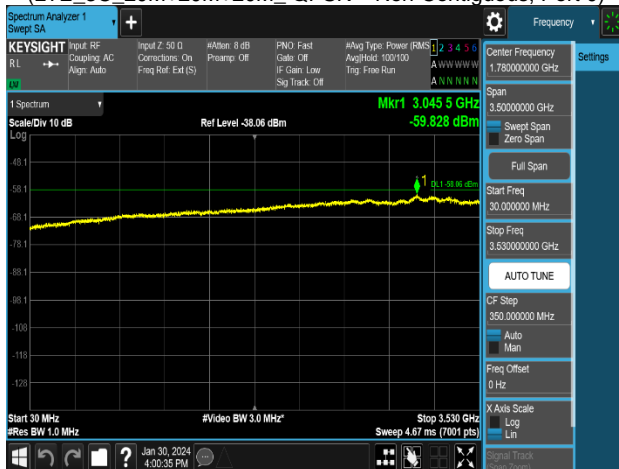 Spectrum Analyzer 1
Swept SA
Frequency
KEYSIGHT
RL
Input: RF
Coupling: AC
Align: Auto
Input Z: 50 Ω
Corrections: On
Freq Ref: Ext (S)
#Atten: 8 dB
Preamp: Off
PNO: Fast
Gate: Off
IF Gain: Low
Sig Track: Off
#Avg Type: Power (RMS
Avg|Hold: 100/100
Trig: Free Run
1 2 3 4 5 6
A W W W W W
A N N N N N
Center Frequency
1.780000000 GHz
Settings
Span
3.50000000 GHz
Swept Span
Zero Span
Full Span
Start Freq
30.000000 MHz
Stop Freq
3.530000000 GHz
AUTO TUNE
CF Step
350.000000 MHz
Auto
Man
Freq Offset
0 Hz
X Axis Scale
Log
Lin
Signal Track
(Span Zoom)
1 Spectrum
Scale/Div 10 dB
Ref Level -38.06 dBm
Mkr1 3.045 5 GHz
-59.828 dBm
Log
-48.1
-58.1
-68.1
-78.1
-88.1
-98.1
-108
-118
-128
1
DL1 -58.06 dBm
Start 30 MHz
#Video BW 3.0 MHz*
Stop 3.530 GHz
#Res BW 1.0 MHz
Sweep 4.67 ms (7001 pts)
?
Jan 30, 2024
4:00:35 PM